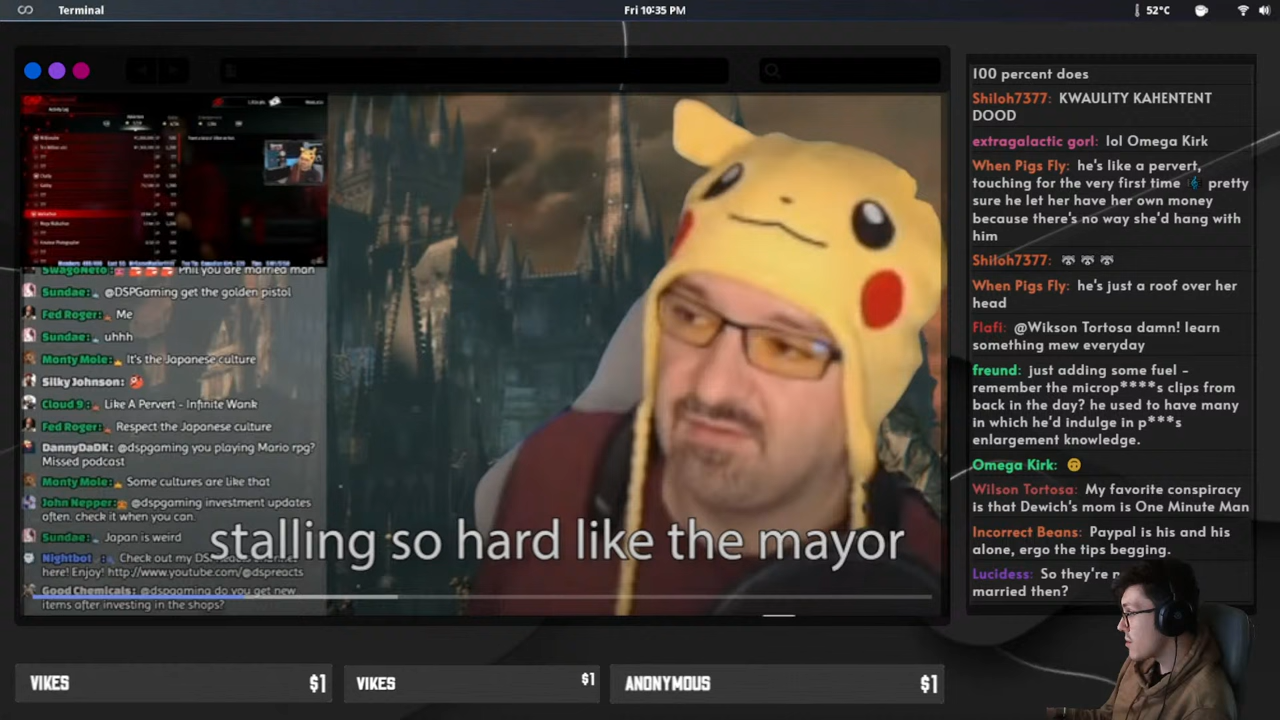 Terminal
Fri 10:35 PM
52°C
SwagoNeto: Phil you are married man
Sundae: @DSPGaming get the golden pistol
Fed Roger: Me
Sundae: uhhh
Monty Mole: It's the Japanese culture
Silky Johnson:
Cloud 9: Like A Pervert - Infinite Wank
Fed Roger: Respect the Japanese culture
DannyDaDK: @dspgaming you playing Mario rpg?
Missed podcast
Monty Mole: Some cultures are like that
John Nepper: @dspgaming investment updates
often. check it when you can.
Sundae: Japan is weird
Nightbot: Check out my DSP
here! Enjoy! http://www.youtube.com/@dspreacts
Good Chemicals: @dspgaming do you get new
items after investing in the shops?
stalling so hard like the mayor
100 percent does
Shiloh7377: KWAULITY KAHENTENT
DOOD
extragalactic gorl: lol Omega Kirk
When Pigs Fly: he's like a pervert,
touching for the very first time pretty
sure he let her have her own money
because there's no way she'd hang with
him
Shiloh7377:
When Pigs Fly: he's just a roof over her
head
Flafi: @Wikson Tortosa damn! learn
something mew everyday
freund: just adding some fuel -
remember the microp****s clips from
back in the day? he used to have many
in which he'd indulge in p***s
enlargement knowledge.
Omega Kirk: 🙃
Wilson Tortosa: My favorite conspiracy
is that Dewich's mom is One Minute Man
Incorrect Beans: Paypal is his and his
alone, ergo the tips begging.
Lucidess: So they're
married then?
VIKES $1
VIKES $1
ANONYMOUS $1